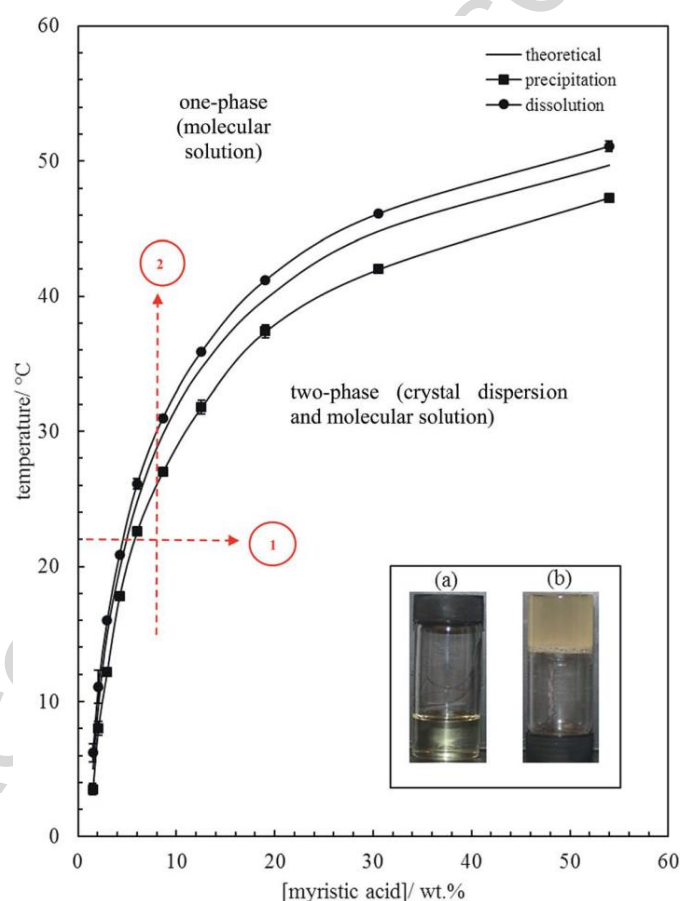 60
theoretical
precipitation
dissolution
one-phase
(molecular
solution)
50
2
40
two-phase (crystal dispersion
and molecular solution)
30
temperature/ °C
1
20
(a) (b)
10
0
0 10 20 30 40 50 60
[myristic acid]/ wt.%